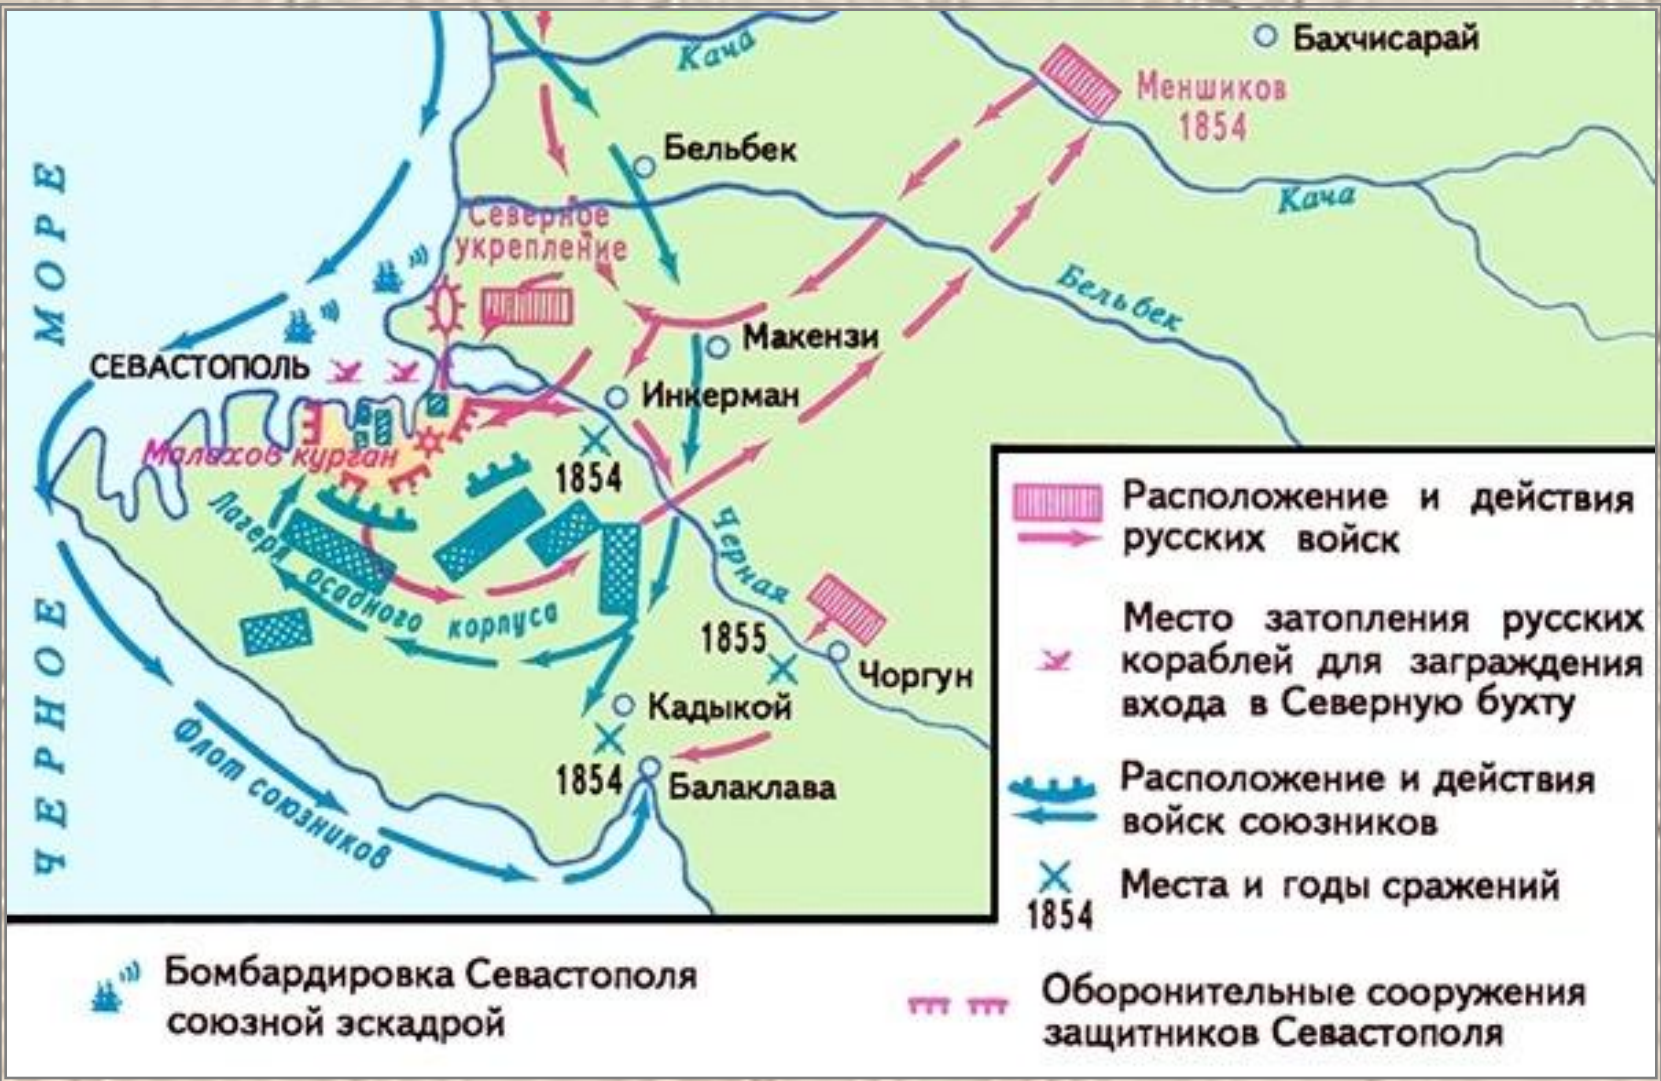 Кача
Бахчисарай
Меншиков
1854
Бельбек
Кача
Северное
укрепление
Бельбек
Макензи
СЕВАСТОПОЛЬ
Инкерман
Малахов курган
1854
Лагеря осадного корпуса
Черная
1855
Чоргун
Кадыкой
1854
Балаклава
Флот союзников
ЧЕРНОЕ МОРЕ
Расположение и действия
русских войск
Место затопления русских
кораблей для заграждения
входа в Северную бухту
Расположение и действия
войск союзников
Места и годы сражений
1854
Бомбардировка Севастополя
союзной эскадрой
Оборонительные сооружения
защитников Севастополя